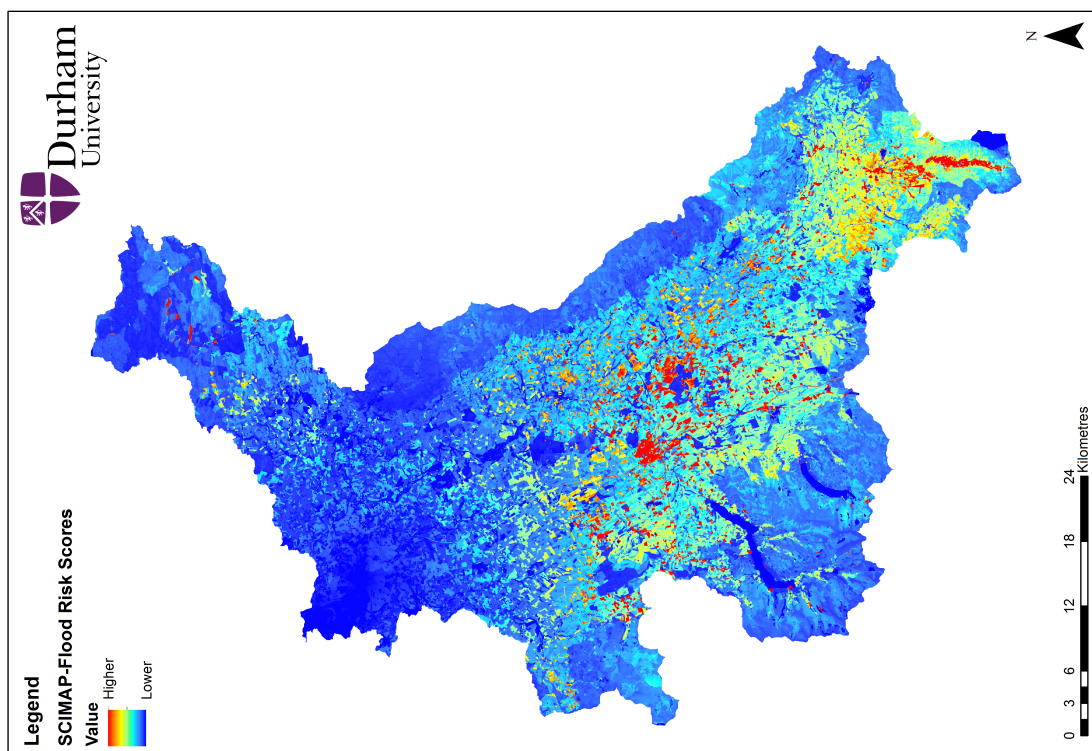 Durham
University
N
Legend
SCIMAP-Flood Risk Scores
Value
Higher
Lower
0 3 6 12 18 24
Kilometres